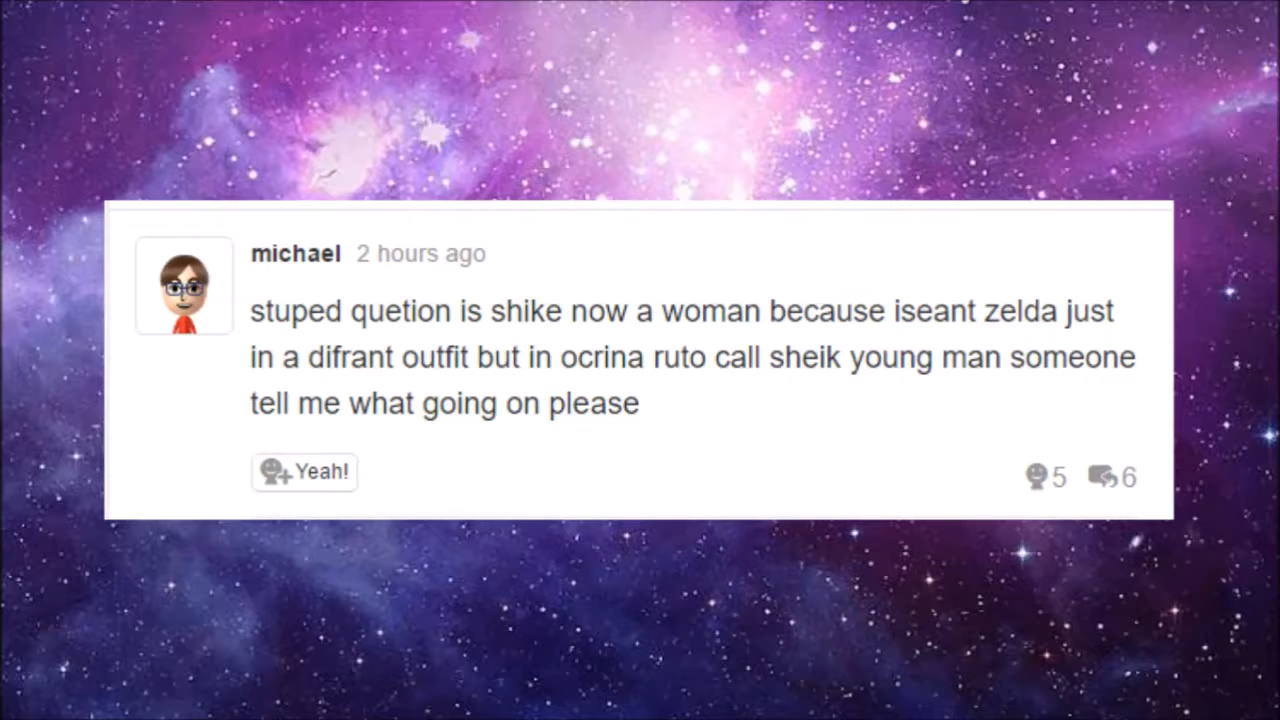 michael 2 hours ago
stuped quetion is shike now a woman because iseant zelda just
in a difrant outfit but in ocrina ruto call sheik young man someone
tell me what going on please
Yeah! 5 6